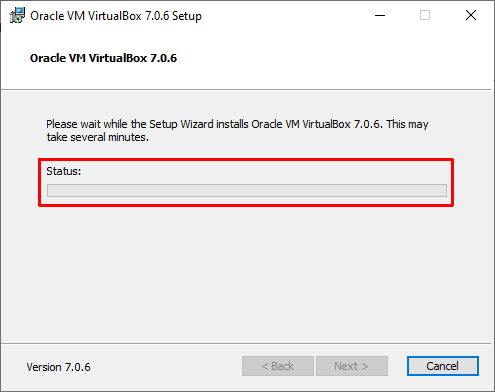 Oracle VM VirtualBox 7.0.6 Setup
Oracle VM VirtualBox 7.0.6
Please wait while the Setup Wizard installs Oracle VM VirtualBox 7.0.6. This may
take several minutes.
Status:
Version 7.0.6
< Back
Next >
Cancel